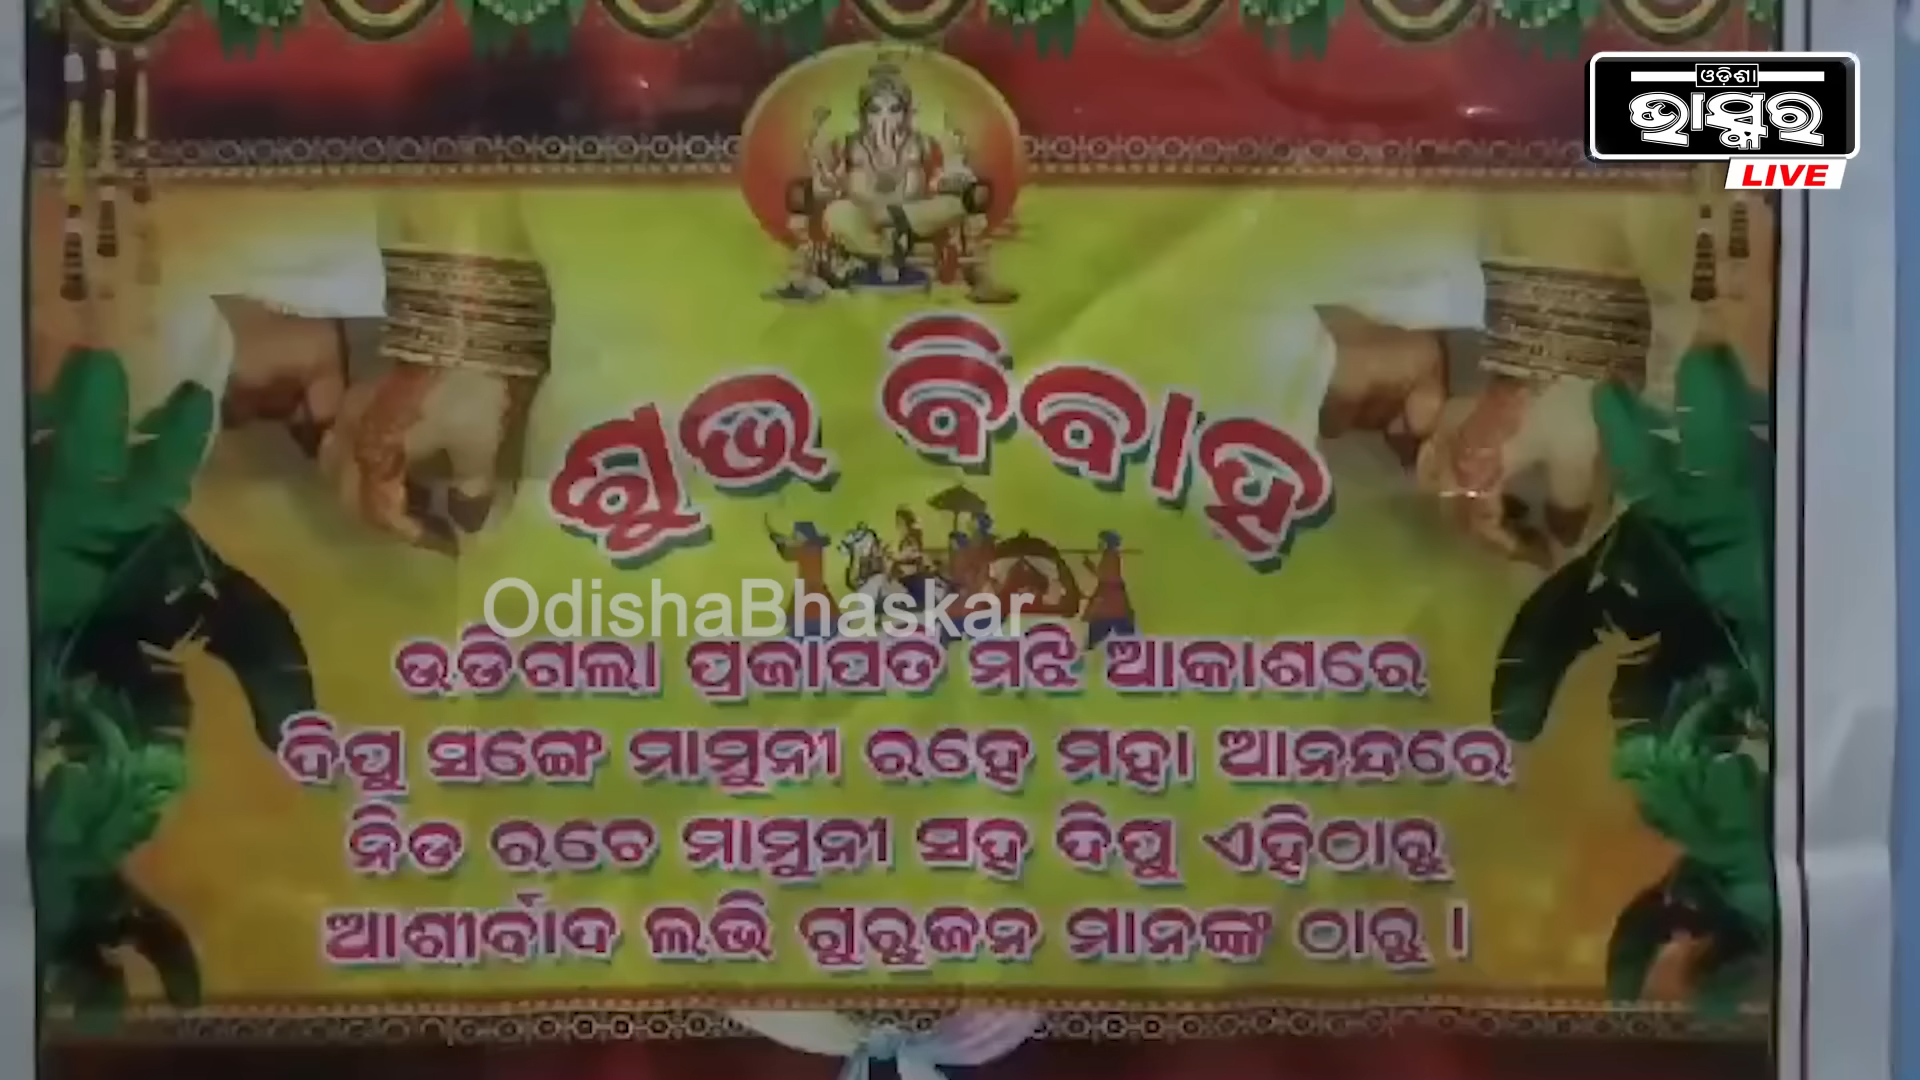 ଓଡ଼ିଶା
ଭାସ୍କର
LIVE
ଶୁଭ ବିବାହ
OdishaBhaskar
ଉଡିଗଲା ପ୍ରଜାପତି ମଝି ଆକାଶରେ
ଦିପୁ ସଙ୍ଗେ ମାମୁନୀ ରହେ ମହା ଆନନ୍ଦରେ
ନିଡ ରଚେ ମାମୁନୀ ସହ ଦିପୁ ଏହିଠାରୁ
ଆଶୀର୍ବାଦ ଲଭି ଗୁରୁଜନ ମାନଙ୍କ ଠାରୁ ।